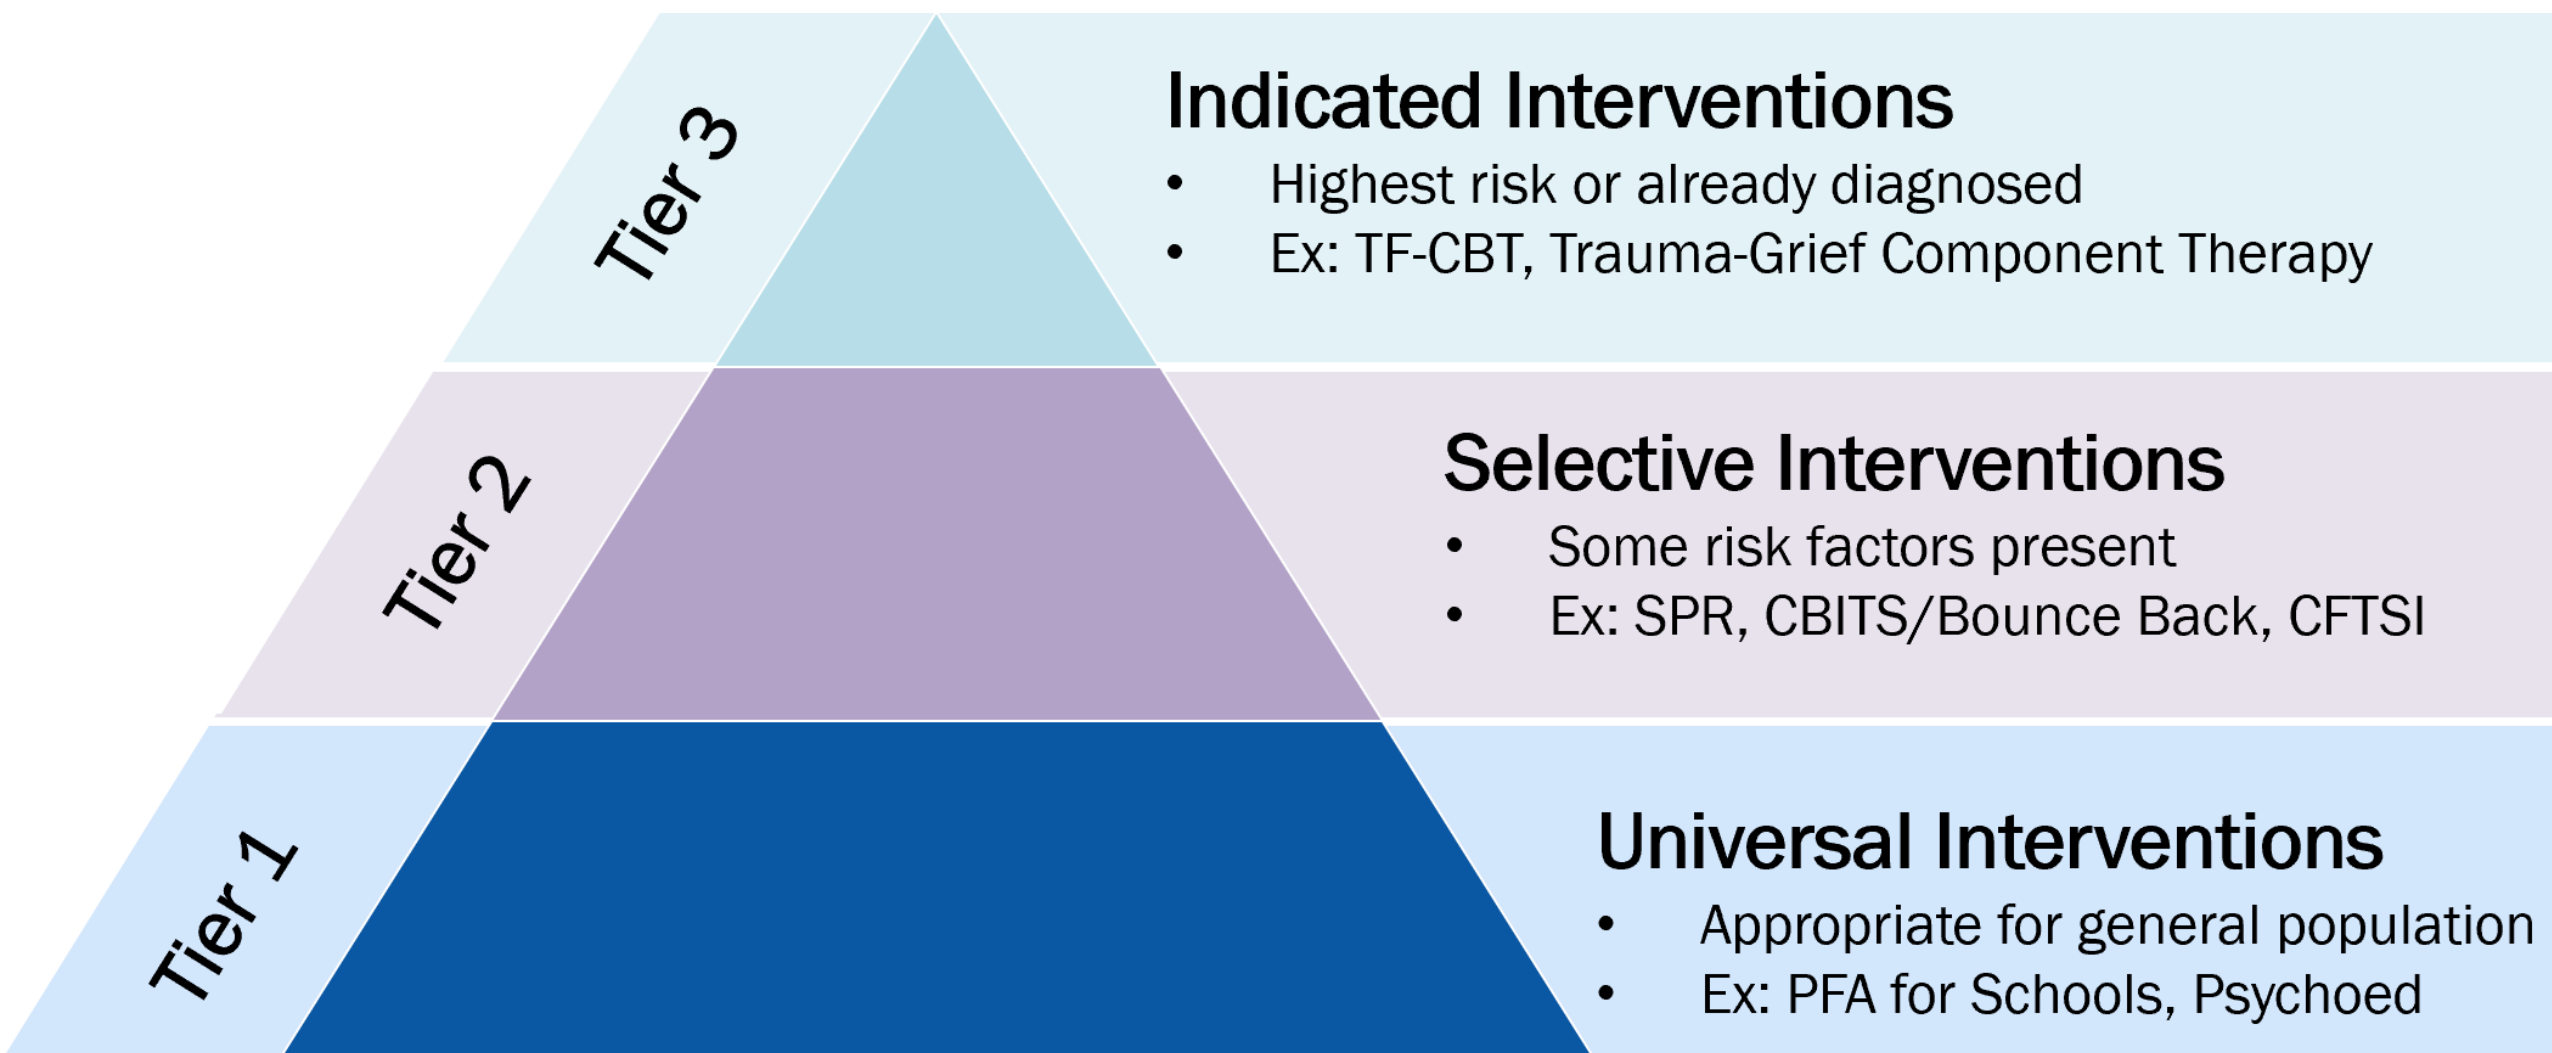 Tier 3
Indicated Interventions
• Highest risk or already diagnosed
• Ex: TF-CBT, Trauma-Grief Component Therapy
Tier 2
Selective Interventions
• Some risk factors present
• Ex: SPR, CBITS/Bounce Back, CFTSI
Tier 1
Universal Interventions
• Appropriate for general population
• Ex: PFA for Schools, Psychoed